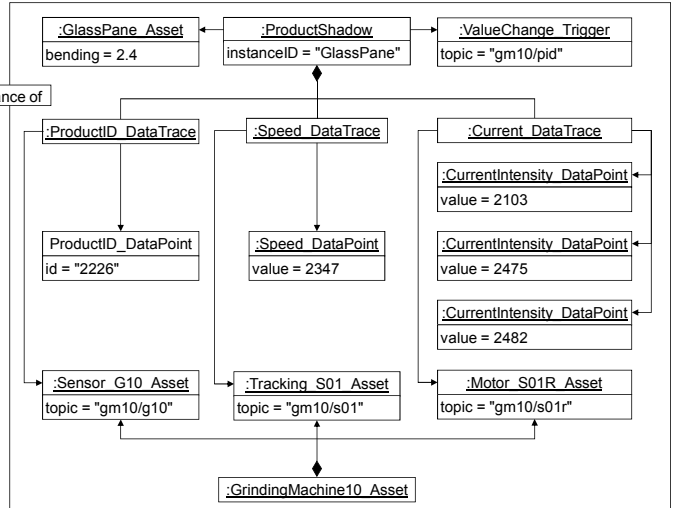 :GlassPane_Asset
bending = 2.4
:ProductShadow
instanceID = "GlassPane"
:ValueChange_Trigger
topic = "gm10/pid"
ance of
:ProductID_DataTrace
:Speed_DataTrace
:Current_DataTrace
:CurrentIntensity_DataPoint
value = 2103
ProductID_DataPoint
id = "2226"
:Speed_DataPoint
value = 2347
:CurrentIntensity_DataPoint
value = 2475
:CurrentIntensity_DataPoint
value = 2482
:Sensor_G10_Asset
topic = "gm10/g10"
:Tracking_S01_Asset
topic = "gm10/s01"
:Motor_S01R_Asset
topic = "gm10/s01r"
:GrindingMachine10_Asset